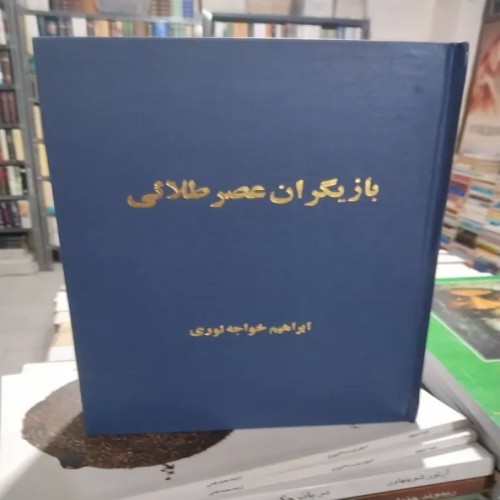 بازیگران عصر طلائی
ابراهیم خواجه نوری